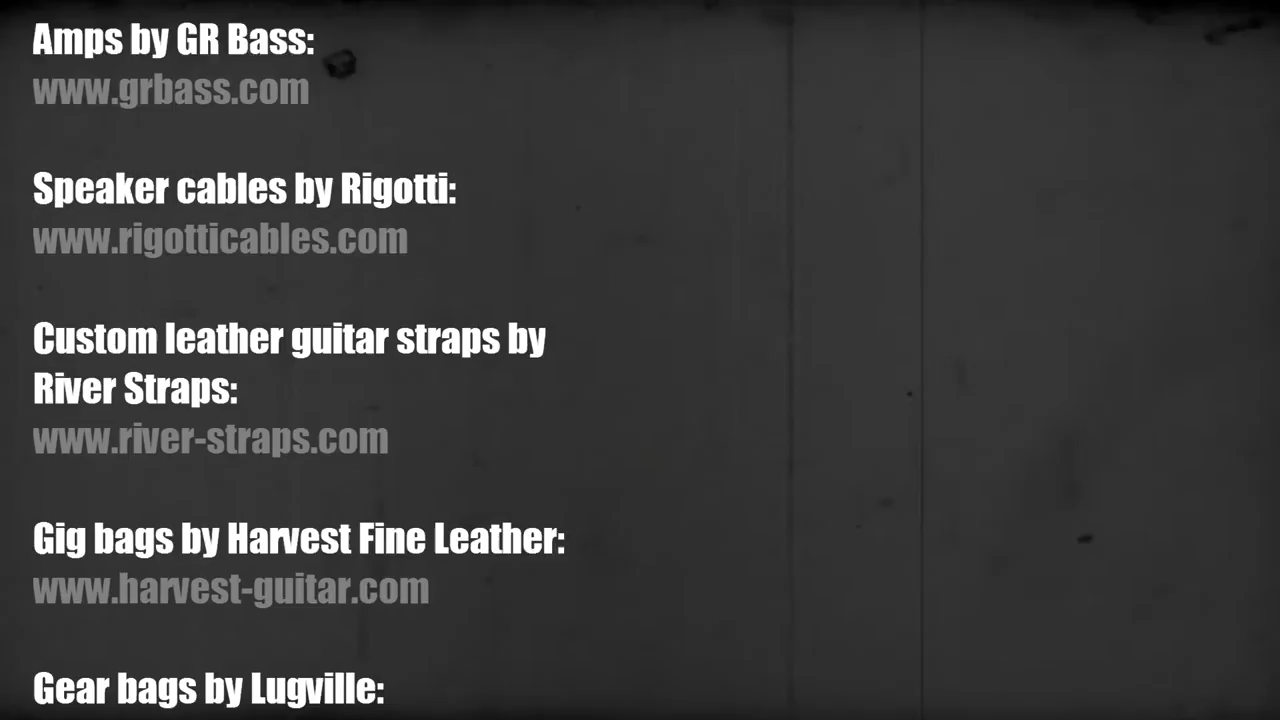 Amps by GR Bass:
www.grbass.com
Speaker cables by Rigotti:
www.rigotticables.com
Custom leather guitar straps by
River Straps:
www.river-straps.com
Gig bags by Harvest Fine Leather:
www.harvest-guitar.com
Gear bags by Lugville: